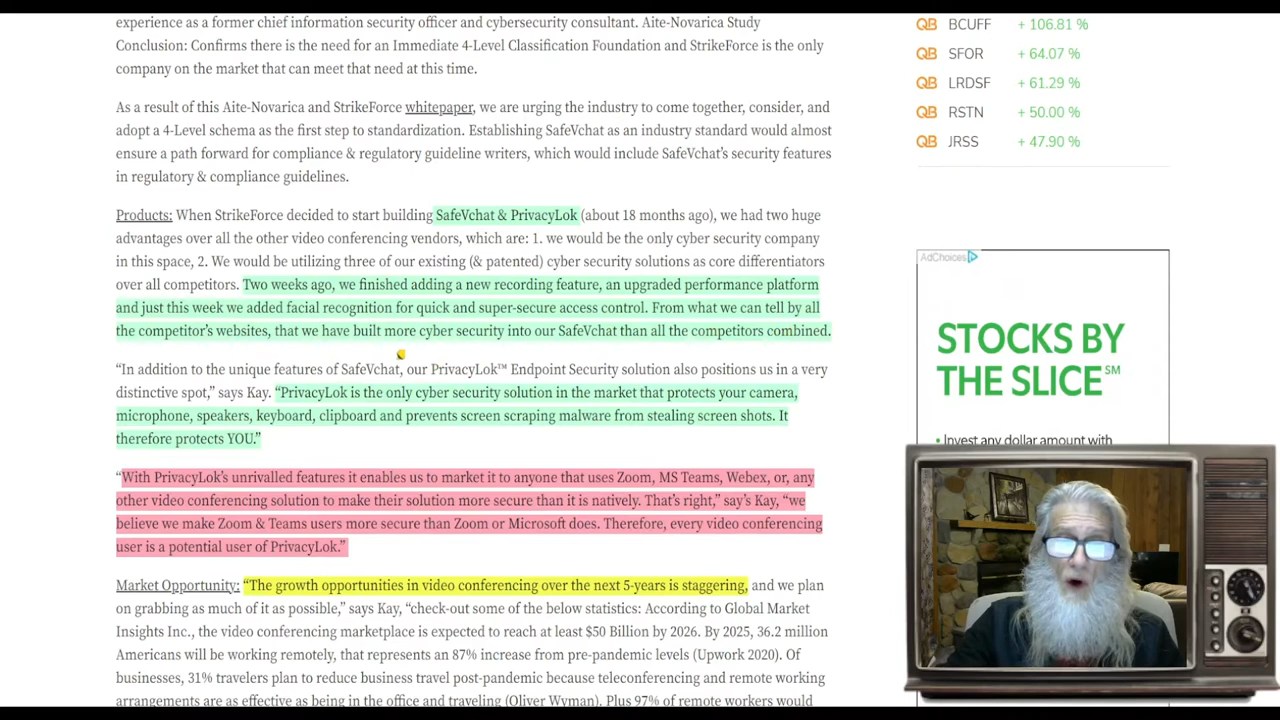 experience as a former chief information security officer and cybersecurity consultant. Aite-Novarica Study
Conclusion: Confirms there is the need for an Immediate 4-Level Classification Foundation and StrikeForce is the only
company on the market that can meet that need at this time.
As a result of this Aite-Novarica and StrikeForce whitepaper, we are urging the industry to come together, consider, and
adopt a 4-Level schema as the first step to standardization. Establishing SafeVchat as an industry standard would almost
ensure a path forward for compliance & regulatory guideline writers, which would include SafeVchat's security features
in regulatory & compliance guidelines.
Products: When StrikeForce decided to start building SafeVchat & PrivacyLok (about 18 months ago), we had two huge
advantages over all the other video conferencing vendors, which are: 1. we would be the only cyber security company
in this space, 2. We would be utilizing three of our existing (& patented) cyber security solutions as core differentiators
over all competitors. Two weeks ago, we finished adding a new recording feature, an upgraded performance platform
and just this week we added facial recognition for quick and super-secure access control. From what we can tell by all
the competitor's websites, that we have built more cyber security into our SafeVchat than all the competitors combined.
“In addition to the unique features of SafeVchat, our PrivacyLok™ Endpoint Security solution also positions us in a very
distinctive spot,” says Kay. “PrivacyLok is the only cyber security solution in the market that protects your camera,
microphone, speakers, keyboard, clipboard and prevents screen scraping malware from stealing screen shots. It
therefore protects YOU.”
“With PrivacyLok's unrivalled features it enables us to market it to anyone that uses Zoom, MS Teams, Webex, or, any
other video conferencing solution to make their solution more secure than it is natively. That's right,” say's Kay, “we
believe we make Zoom & Teams users more secure than Zoom or Microsoft does. Therefore, every video conferencing
user is a potential user of PrivacyLok.”
Market Opportunity: “The growth opportunities in video conferencing over the next 5-years is staggering, and we plan
on grabbing as much of it as possible,” says Kay, “check-out some of the below statistics: According to Global Market
Insights Inc., the video conferencing marketplace is expected to reach at least $50 Billion by 2026. By 2025, 36.2 million
Americans will be working remotely, that represents an 87% increase from pre-pandemic levels (Upwork 2020). Of
businesses, 31% travelers plan to reduce business travel post-pandemic because teleconferencing and remote working
arrangements are as effective as being in the office and traveling (Oliver Wyman). Plus 97% of remote workers would
QB BCUFF + 106.81 %
QB SFOR + 64.07 %
QB LRDSF + 61.29 %
QB RSTN + 50.00 %
QB JRSS + 47.90 %
AdChoices
STOCKS BY
THE SLICE℠
• Invest any dollar amount with